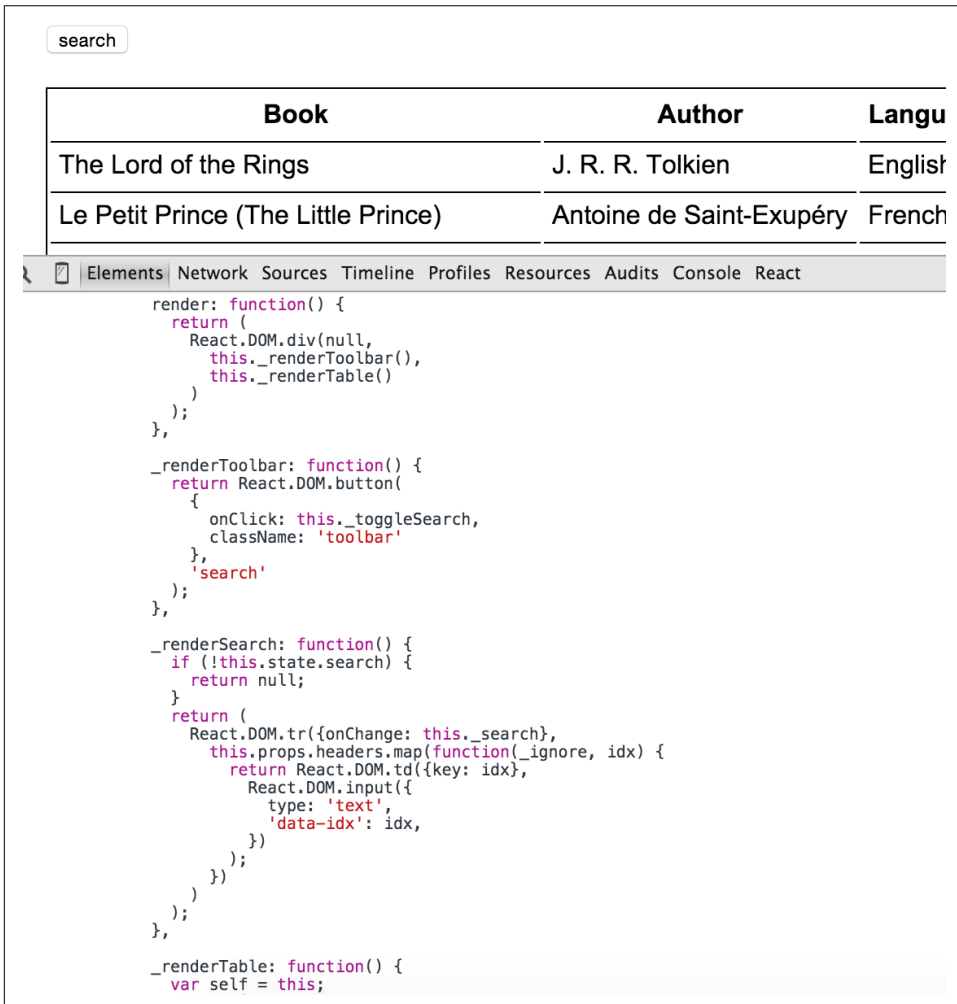 search
Book Author Langu
The Lord of the Rings J. R. R. Tolkien English
Le Petit Prince (The Little Prince) Antoine de Saint-Exupéry French
Elements Network Sources Timeline Profiles Resources Audits Console React
render: function() {
return (
React.DOM.div(null,
this._renderToolbar(),
this._renderTable()
)
);
},
_renderToolbar: function() {
return React.DOM.button(
{
onClick: this._toggleSearch,
className: 'toolbar'
},
'search'
);
},
_renderSearch: function() {
if (!this.state.search) {
return null;
}
return (
React.DOM.tr({onChange: this._search},
this.props.headers.map(function(_ignore, idx) {
return React.DOM.td({key: idx},
React.DOM.input({
type: 'text',
'data-idx': idx,
})
);
})
)
);
},
_renderTable: function() {
var self = this;